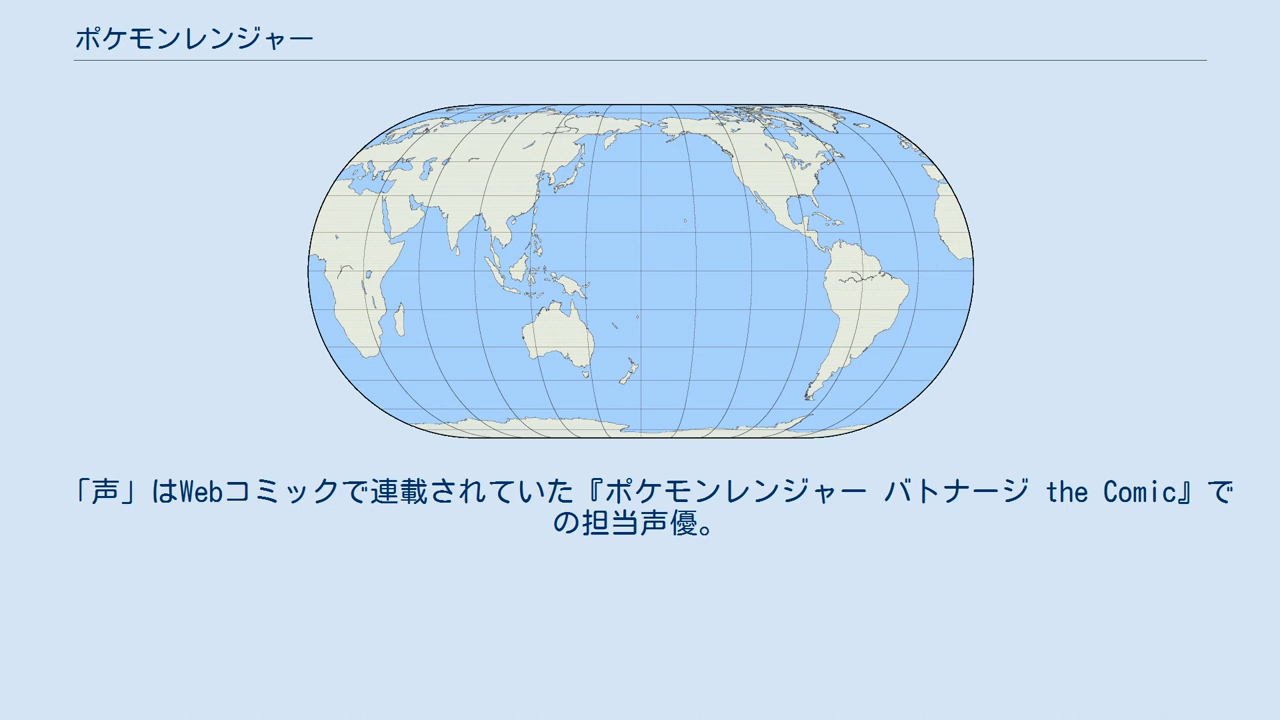 ポケモンレンジャー
「声」はWebコミックで連載されていた『ポケモンレンジャー バトナージ the Comic』で
の担当声優。